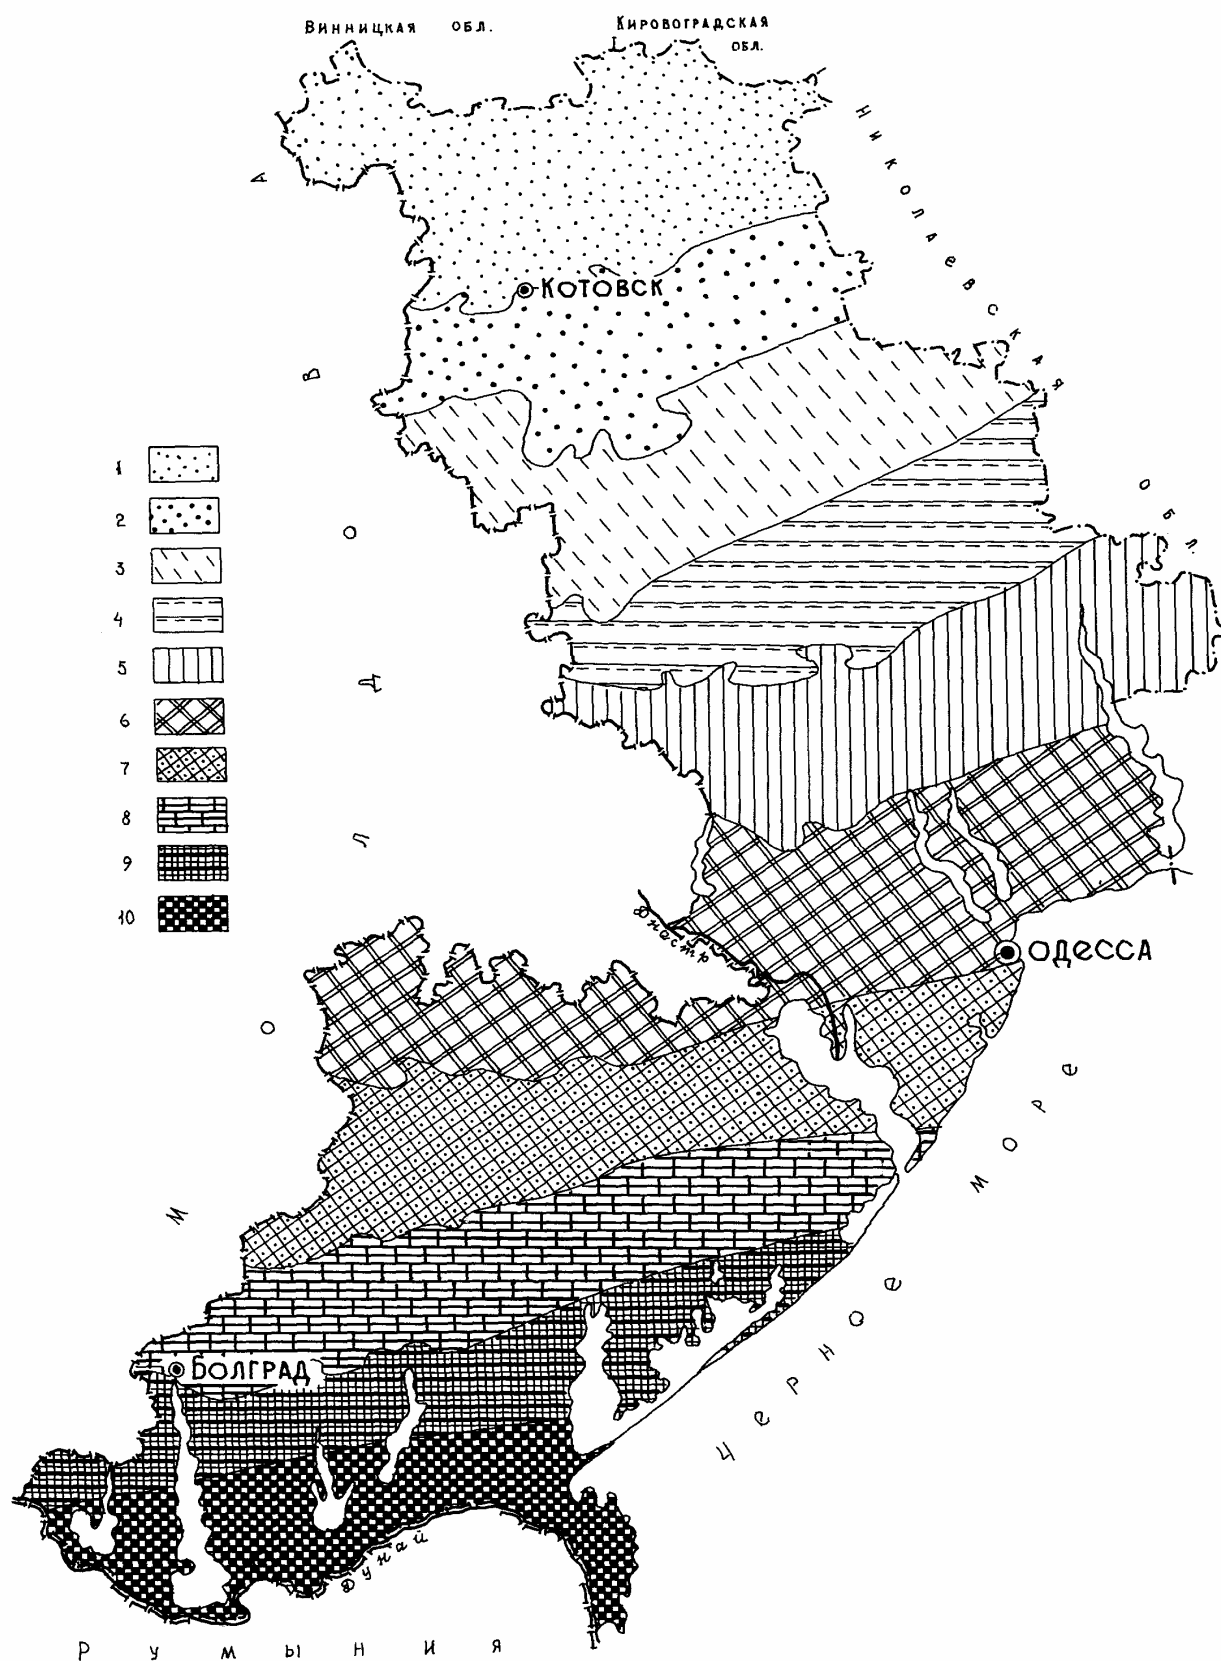 Винницкая обл.
Кировоградская
обл.
Николаевская обл.
Молдова
Котовск
1
2
3
4
5
6
7
8
9
10
Днестр
Одесса
Черное море
Болград
Дунай
Румыния